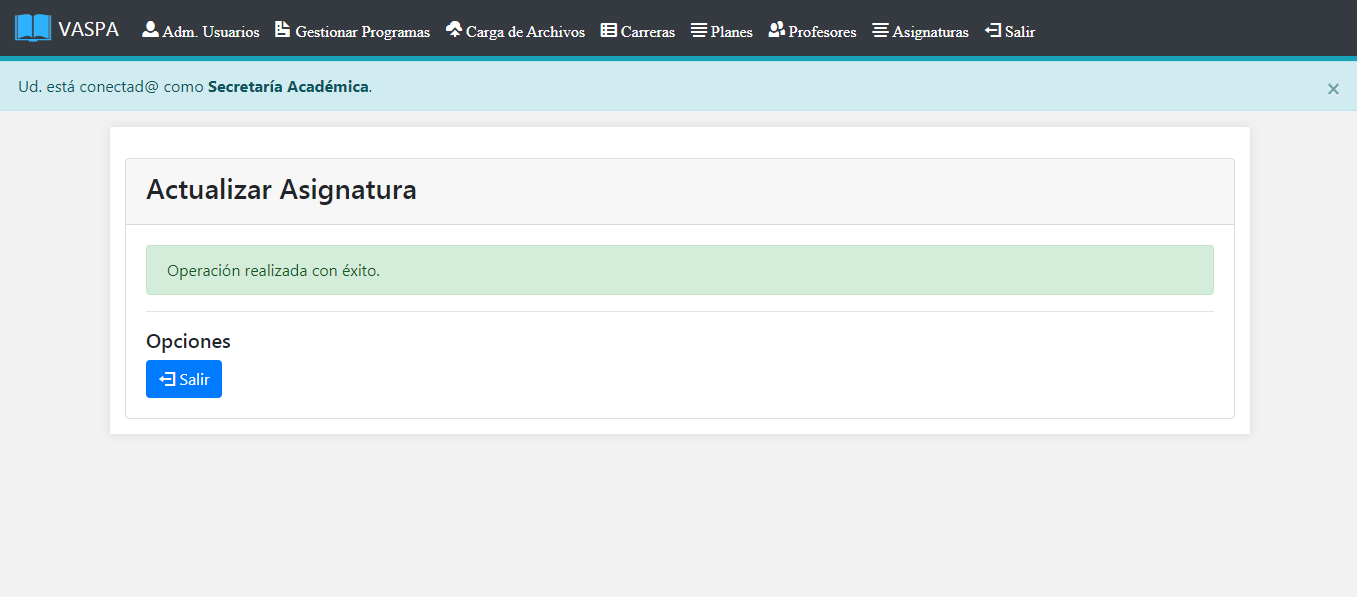 VASPA Adm. Usuarios Gestionar Programas Carga de Archivos Carreras Planes Profesores Asignaturas Salir
Ud. está conectad@ como Secretaría Académica. ×
Actualizar Asignatura
Operación realizada con éxito.
Opciones
Salir